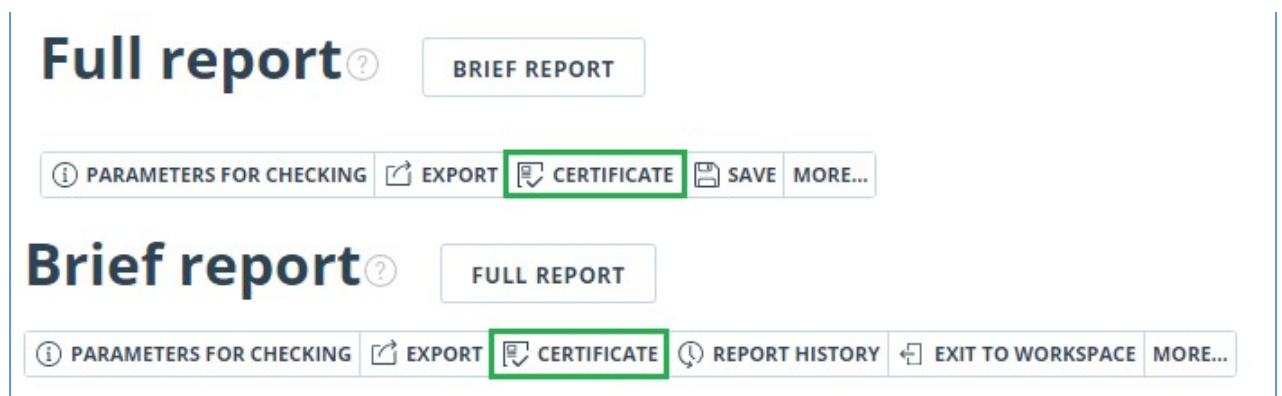 Full report ? BRIEF REPORT
PARAMETERS FOR CHECKING EXPORT CERTIFICATE SAVE MORE...
Brief report ? FULL REPORT
PARAMETERS FOR CHECKING EXPORT CERTIFICATE REPORT HISTORY EXIT TO WORKSPACE MORE...